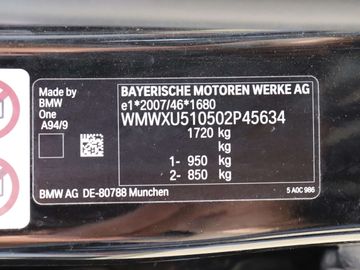 Made by
BMW
One
A94/9
BAYERISCHE MOTOREN WERKE AG
e1*2007/46*1680
WMWXU510502P45634
1720 kg
kg
1- 950 kg
2- 850 kg
BMW AG DE-80788 Munchen
5 A0C 986